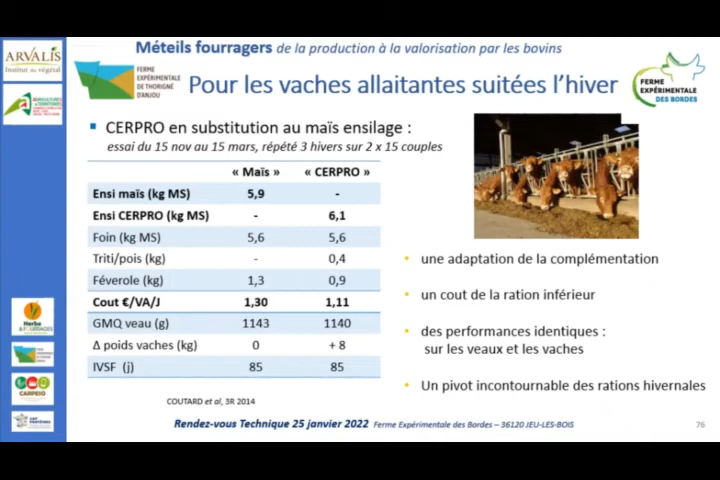 Méteils fourragers de la production à la valorisation par les bovins
ARVALIS
Institut du végétal
FERME
EXPÉRIMENTALE
DE THORIGNÉ
D'ANJOU
Pour les vaches allaitantes suitées l'hiver
FERME
EXPÉRIMENTALE
DES BORDES
AGRICULTURES
& TERRITOIRES
CERPRO en substitution au maïs ensilage :
essai du 15 nov au 15 mars, répété 3 hivers sur 2 x 15 couples
« Maïs » « CERPRO »
Ensi maïs (kg MS) 5,9 -
Ensi CERPRO (kg MS) - 6,1
Foin (kg MS) 5,6 5,6
Triti/pois (kg) - 0,4
Féverole (kg) 1,3 0,9
Cout €/VA/J 1,30 1,11
GMQ veau (g) 1143 1140
Δ poids vaches (kg) 0 + 8
IVSF (j) 85 85
• une adaptation de la complémentation
• un cout de la ration inférieur
• des performances identiques :
sur les veaux et les vaches
• Un pivot incontournable des rations hivernales
Herbe
& FOURRAGES
CARPESO
COUTARD et al, 3R 2014
Rendez-vous Technique 25 janvier 2022 Ferme Expérimentale des Bordes – 36120 JEU-LES-BOIS
76